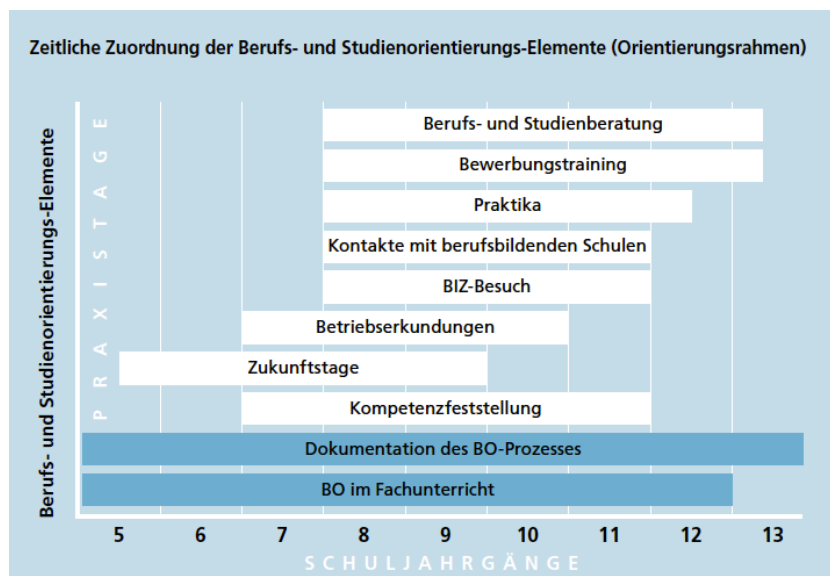 Zeitliche Zuordnung der Berufs- und Studienorientierungs-Elemente (Orientierungsrahmen)
Berufs- und Studienorientierungs-Elemente
PRAXISTAGE
Berufs- und Studienberatung
Bewerbungstraining
Praktika
Kontakte mit berufsbildenden Schulen
BIZ-Besuch
Betriebserkundungen
Zukunftstage
Kompetenzfeststellung
Dokumentation des BO-Prozesses
BO im Fachunterricht
5 6 7 8 9 10 11 12 13
SCHULJAHRGÄNGE